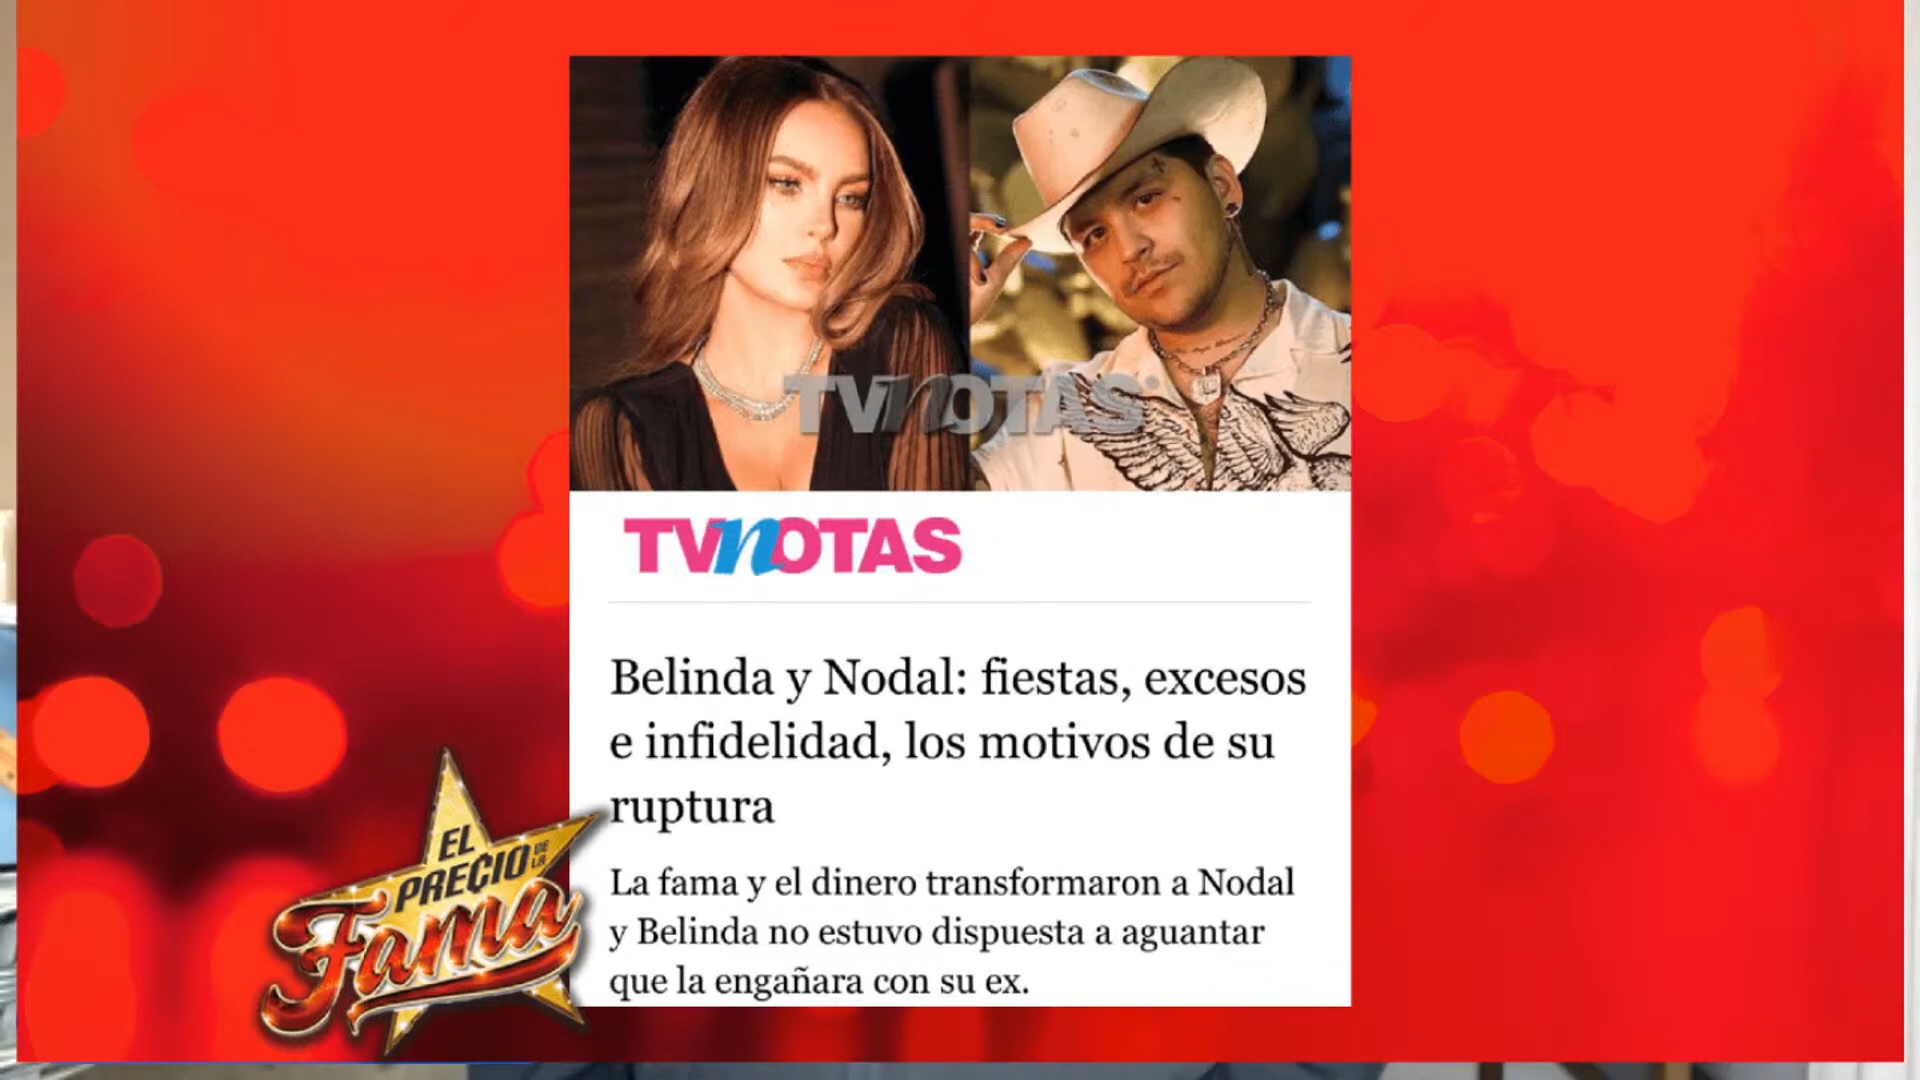 TVnOTAS
TVnOTAS
Belinda y Nodal: fiestas, excesos
e infidelidad, los motivos de su
ruptura
La fama y el dinero transformaron a Nodal
y Belinda no estuvo dispuesta a aguantar
que la engañara con su ex.
EL
PRECIO DE LA
Fama